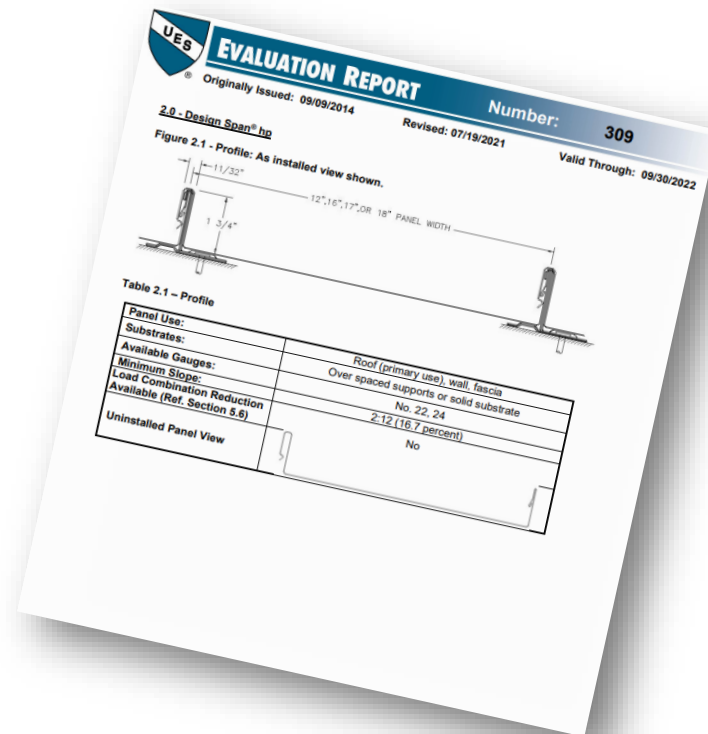 UES
®
EVALUATION REPORT
Number: 309
Originally Issued: 09/09/2014 Revised: 07/19/2021 Valid Through: 09/30/2022
2.0 - Design Span® hp
Figure 2.1 - Profile: As installed view shown.
11/32"
12",16",17",OR 18" PANEL WIDTH
1 3/4"
Table 2.1 – Profile
Panel Use: Roof (primary use), wall, fascia
Substrates: Over spaced supports or solid substrate
Available Gauges: No. 22, 24
Minimum Slope: 2:12 (16.7 percent)
Load Combination Reduction
Available (Ref. Section 5.6) No
Uninstalled Panel View